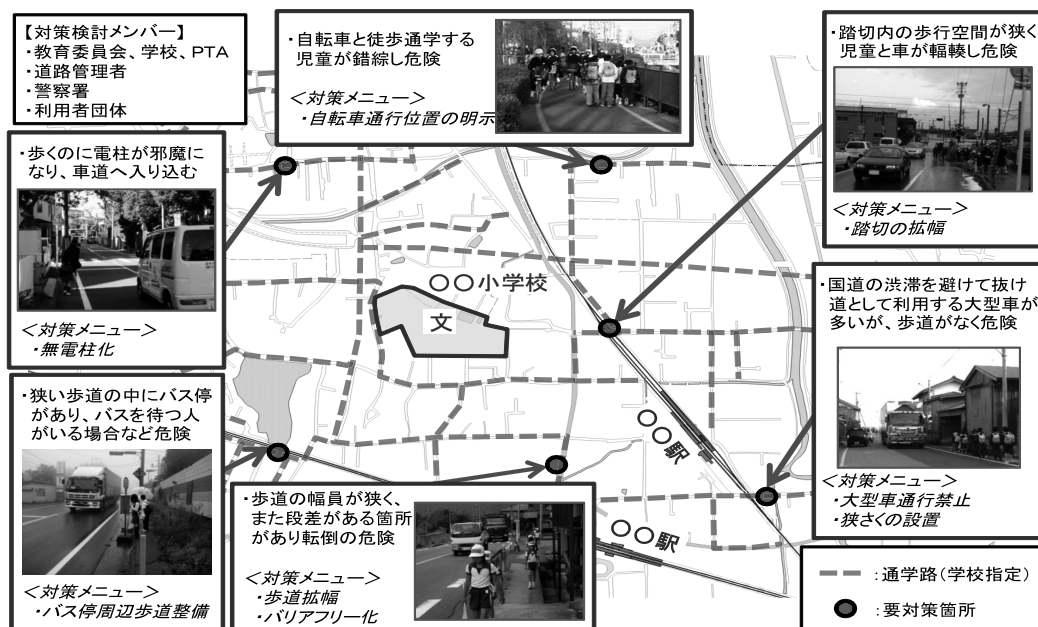 【対策検討メンバー】
・教育委員会、学校、PTA
・道路管理者
・警察署
・利用者団体
・自転車と徒歩通学する
児童が錯綜し危険
<対策メニュー>
・自転車通行位置の明示
・踏切内の歩行空間が狭く
児童と車が輻輳し危険
<対策メニュー>
・踏切の拡幅
・歩くのに電柱が邪魔に
なり、車道へ入り込む
<対策メニュー>
・無電柱化
○○小学校
文
・国道の渋滞を避けて抜け
道として利用する大型車が
多いが、歩道がなく危険
<対策メニュー>
・大型車通行禁止
・狭さくの設置
・狭い歩道の中にバス停
があり、バスを待つ人
がいる場合など危険
<対策メニュー>
・バス停周辺歩道整備
・歩道の幅員が狭く、
また段差がある箇所
があり転倒の危険
<対策メニュー>
・歩道拡幅
・バリアフリー化
○○駅
○○駅
:通学路(学校指定)
:要対策箇所